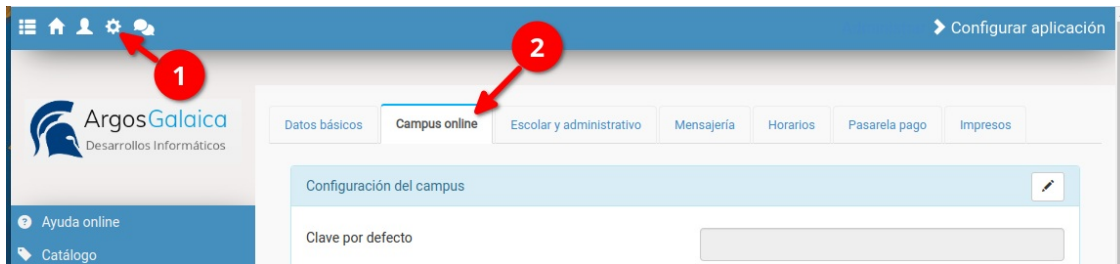 Configurar aplicación
1
2
ArgosGalaica
Desarrollos Informáticos
Datos básicos
Campus online
Escolar y administrativo
Mensajería
Horarios
Pasarela pago
Impresos
Configuración del campus
Clave por defecto
Ayuda online
Catálogo